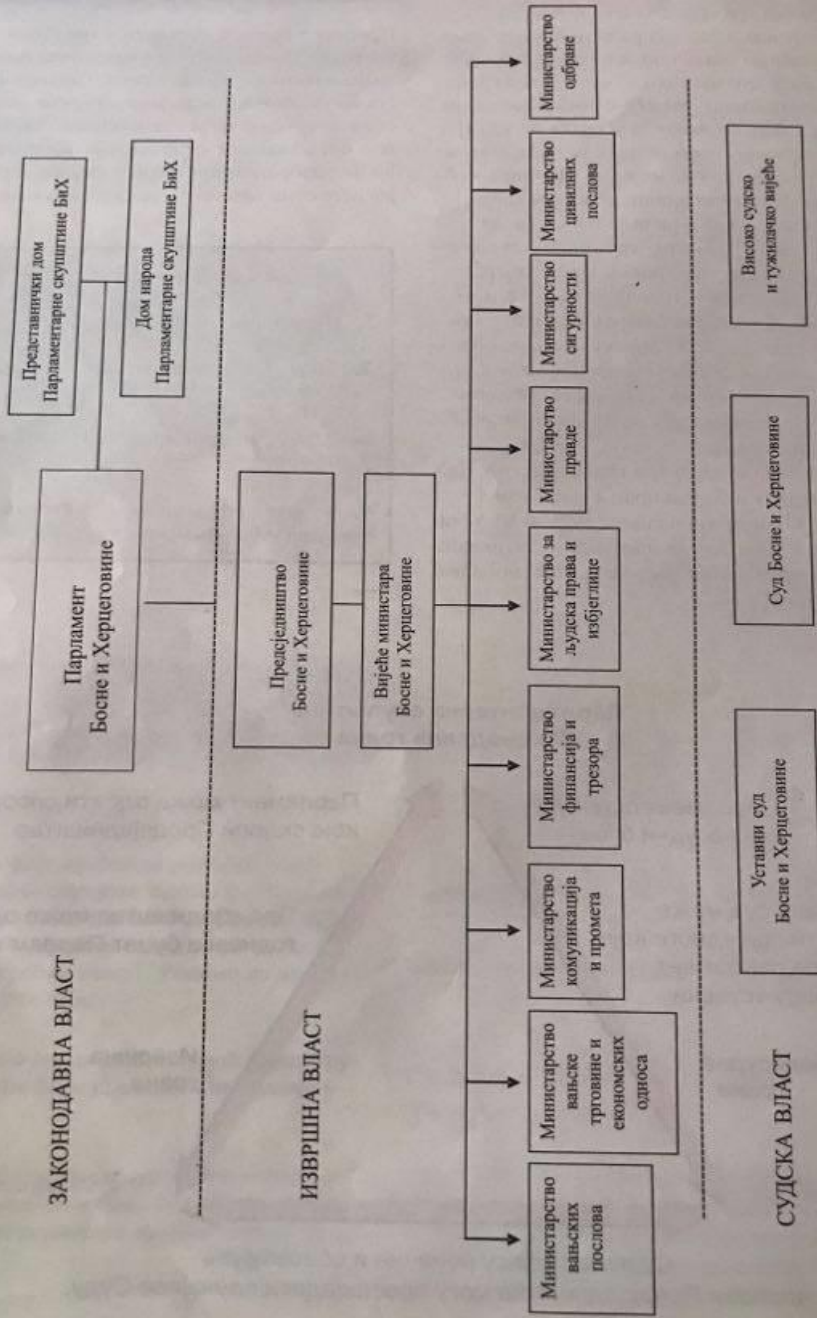 ЗАКОНОДАВНА ВЛАСТ
Парламент
Босне и Херцеговине
Представнички дом
Парламентарне скупштине БиХ
Дом народа
Парламентарне скупштине БиХ
ИЗВРШНА ВЛАСТ
Предсједништво
Босне и Херцеговине
Вијеће министара
Босне и Херцеговине
Министарство
вањских
послова
Министарство
вањске
трговине и
економских
односа
Министарство
комуникација
и промета
Министарство
финансија и
трезора
Министарство за
људска права и
избјеглице
Министарство
правде
Министарство
сигурности
Министарство
цивилних
послова
Министарство
одбране
СУДСКА ВЛАСТ
Уставни суд
Босне и Херцеговине
Суд Босне и Херцеговине
Високо судско
и тужилачко вијеће